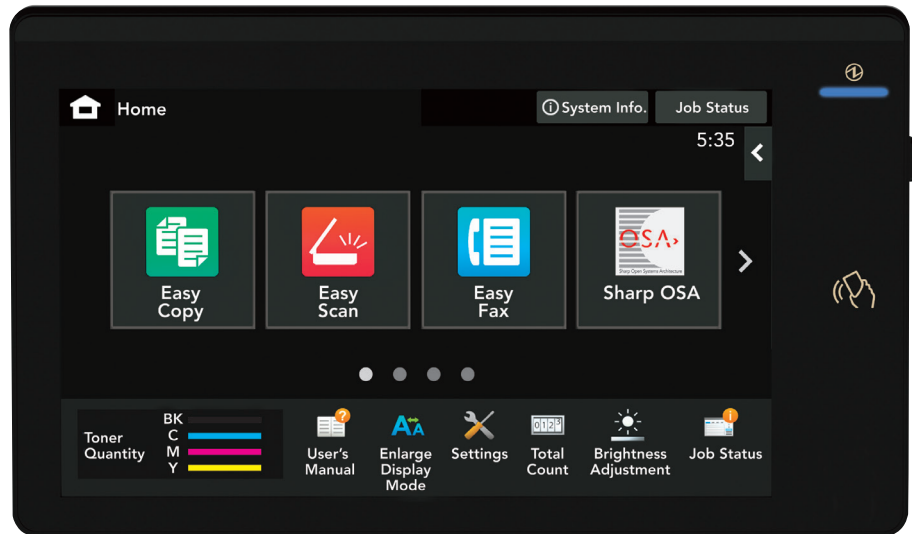 Home
System Info.
Job Status
5:35
OSA
Sharp Open Systems Architecture
Easy
Copy
Easy
Scan
Easy
Fax
Sharp OSA
Toner
Quantity
BK
C
M
Y
User's
Manual
Enlarge
Display
Mode
Settings
0123
Total
Count
Brightness
Adjustment
Job Status